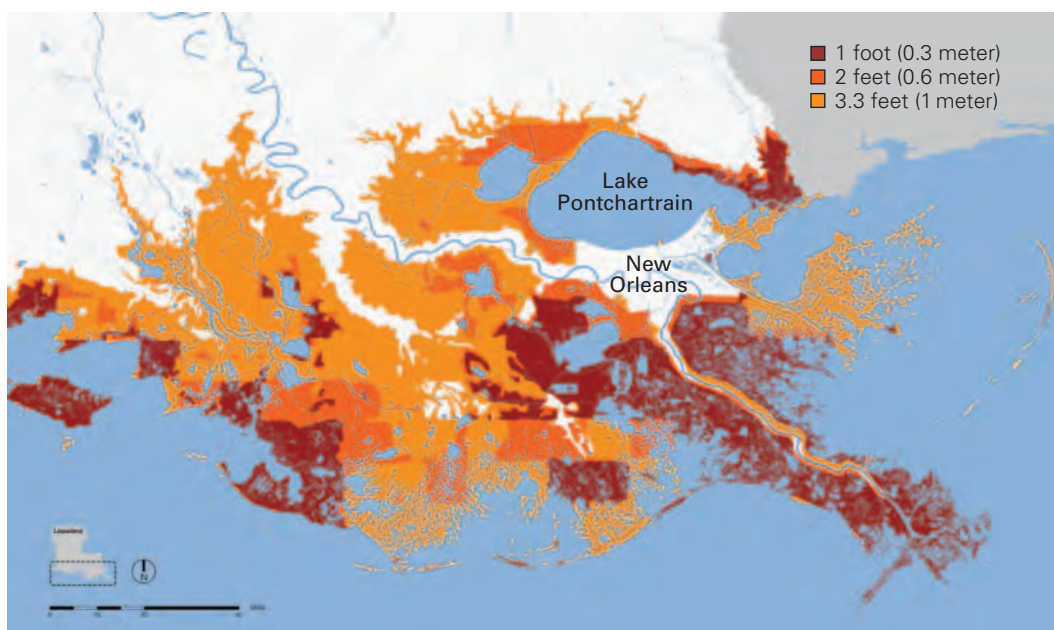 1 foot (0.3 meter)
2 feet (0.6 meter)
3.3 feet (1 meter)
Lake
Pontchartrain
New
Orleans
Louisiana
N